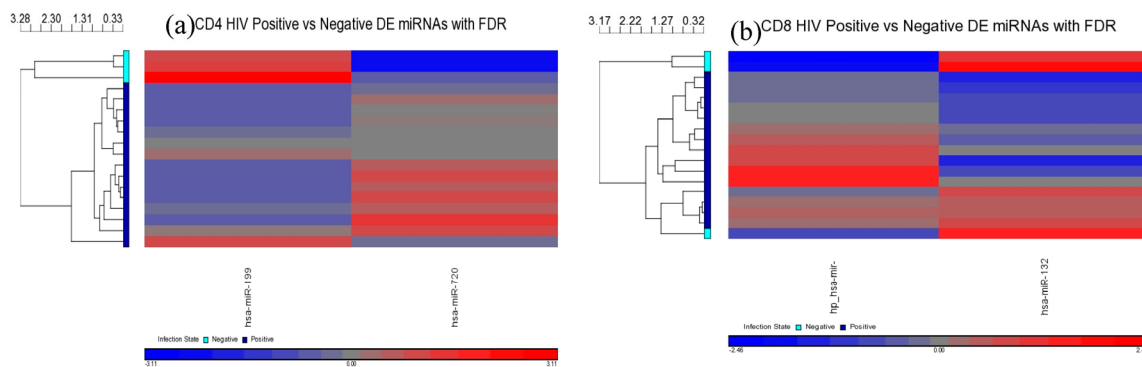 3.28 2.30 1.31 0.33
(a) CD4 HIV Positive vs Negative DE miRNAs with FDR
hsa-miR-199
hsa-miR-720
Infection State Negative Positive
-3.11 0.00 3.11
3.17 2.22 1.27 0.32
(b) CD8 HIV Positive vs Negative DE miRNAs with FDR
hp_hsa-mir-
hsa-miR-132
Infection State Negative Positive
-2.46 0.00